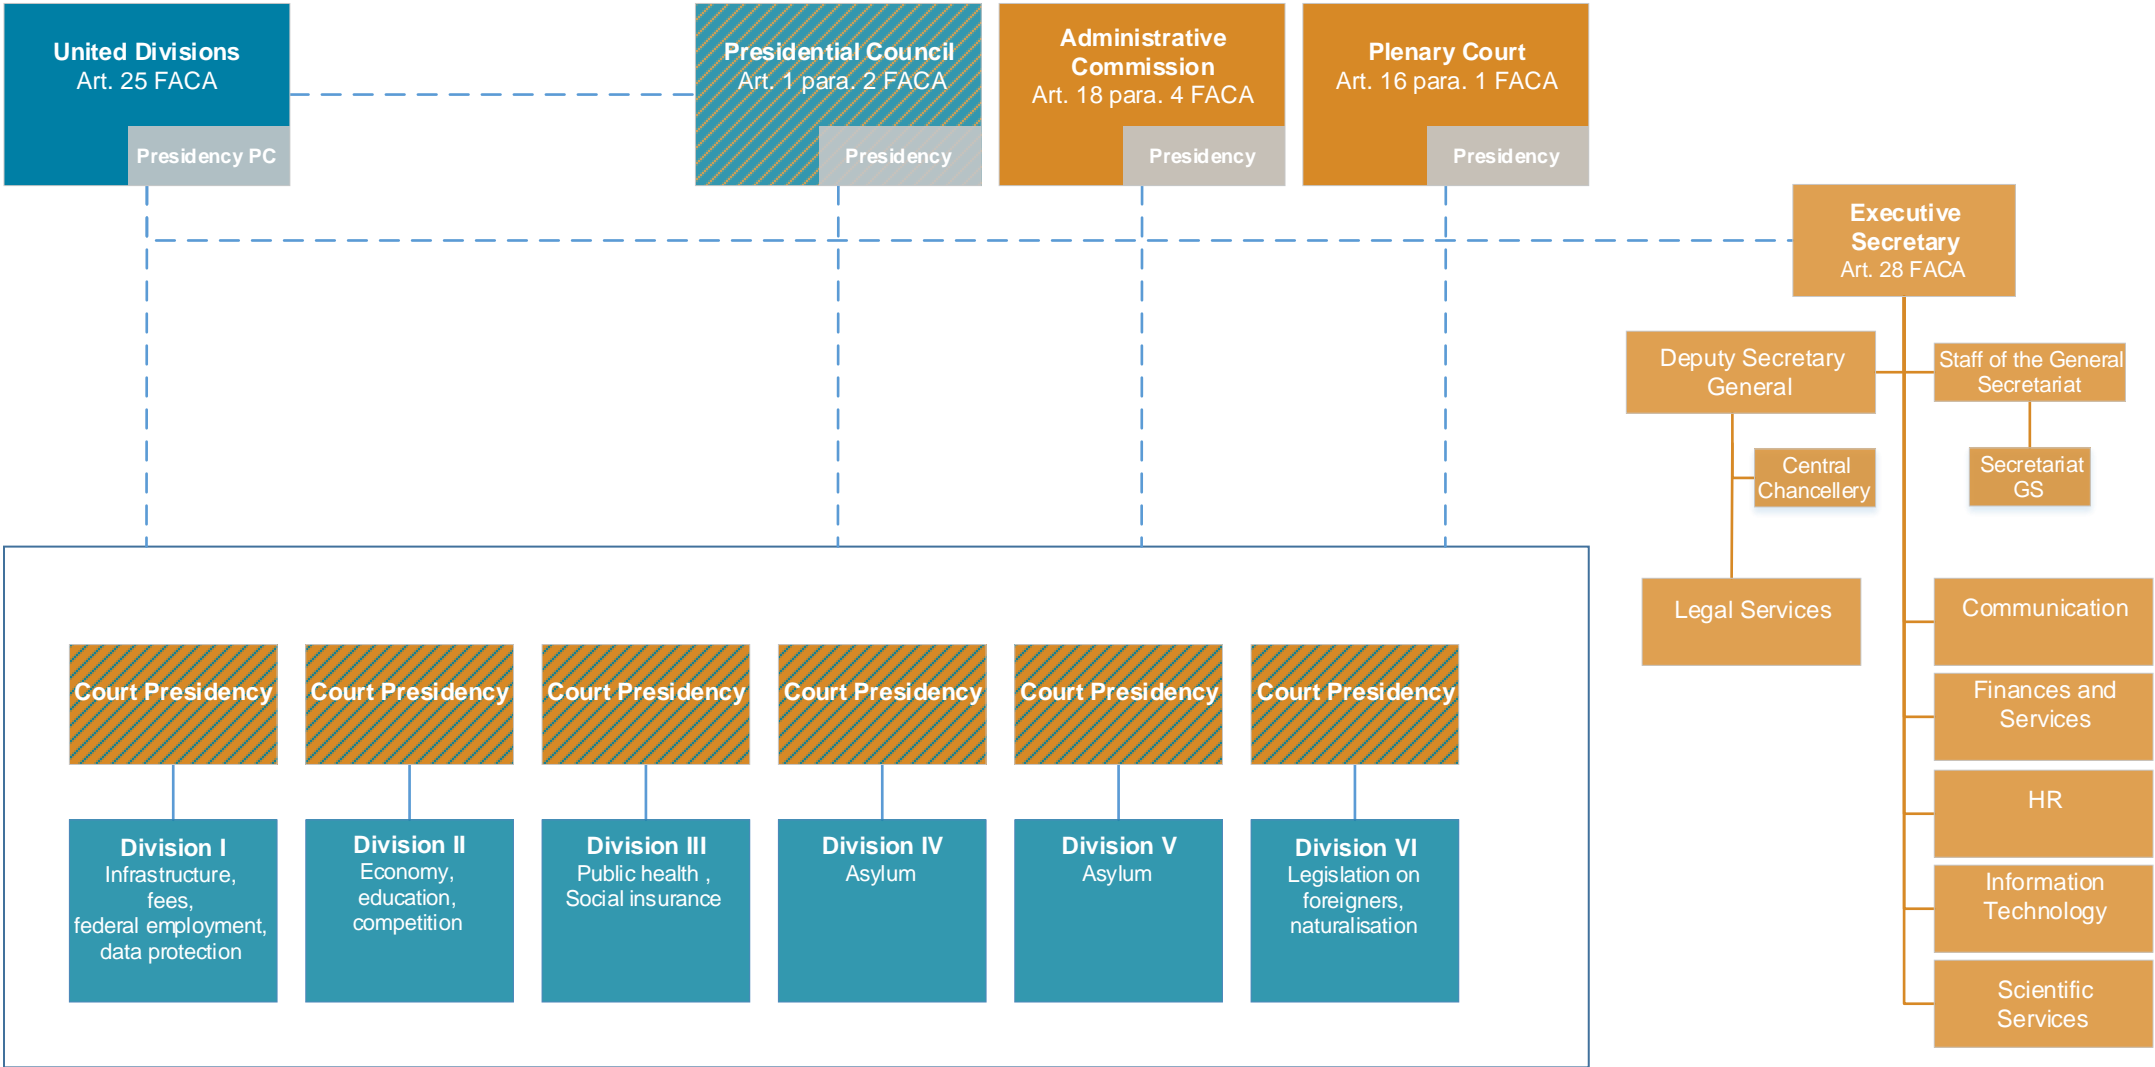 United Divisions
Art. 25 FACA
Presidency PC
Presidential Council
Art. 1 para. 2 FACA
Presidency
Administrative
Commission
Art. 18 para. 4 FACA
Presidency
Plenary Court
Art. 16 para. 1 FACA
Presidency
Executive
Secretary
Art. 28 FACA
Deputy Secretary
General
Staff of the General
Secretariat
Central
Chancellery
Secretariat
GS
Legal Services
Communication
Finances and
Services
HR
Information
Technology
Scientific
Services
Court Presidency
Court Presidency
Court Presidency
Court Presidency
Court Presidency
Court Presidency
Division I
Infrastructure,
fees,
federal employment,
data protection
Division II
Economy,
education,
competition
Division III
Public health ,
Social insurance
Division IV
Asylum
Division V
Asylum
Division VI
Legislation on
foreigners,
naturalisation